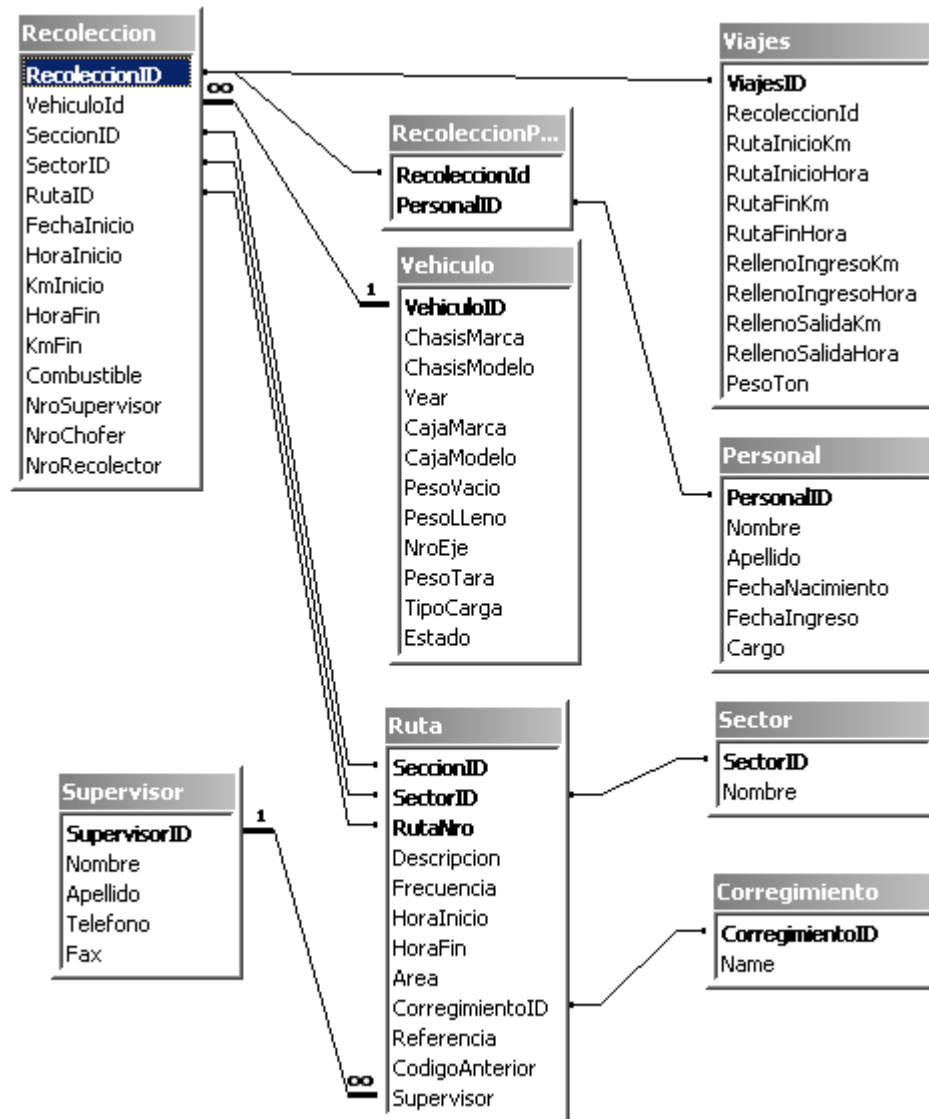 Recoleccion
RecoleccionID
VehiculoId
SeccionID
SectorID
RutaID
FechaInicio
HoraInicio
KmInicio
HoraFin
KmFin
Combustible
NroSupervisor
NroChofer
NroRecolector
∞
RecoleccionP...
RecoleccionId
PersonalID
Viajes
ViajesID
RecoleccionId
RutaInicioKm
RutaInicioHora
RutaFinKm
RutaFinHora
RellenoIngresoKm
RellenoIngresoHora
RellenoSalidaKm
RellenoSalidaHora
PesoTon
1
Vehiculo
VehiculoID
ChasisMarca
ChasisModelo
Year
CajaMarca
CajaModelo
PesoVacio
PesoLLeno
NroEje
PesoTara
TipoCarga
Estado
Personal
PersonalID
Nombre
Apellido
FechaNacimiento
FechaIngreso
Cargo
Supervisor
SupervisorID
Nombre
Apellido
Telefono
Fax
1
∞
Ruta
SeccionID
SectorID
RutaNro
Descripcion
Frecuencia
HoraInicio
HoraFin
Area
CorregimientoID
Referencia
CodigoAnterior
Supervisor
Sector
SectorID
Nombre
Corregimiento
CorregimientoID
Name